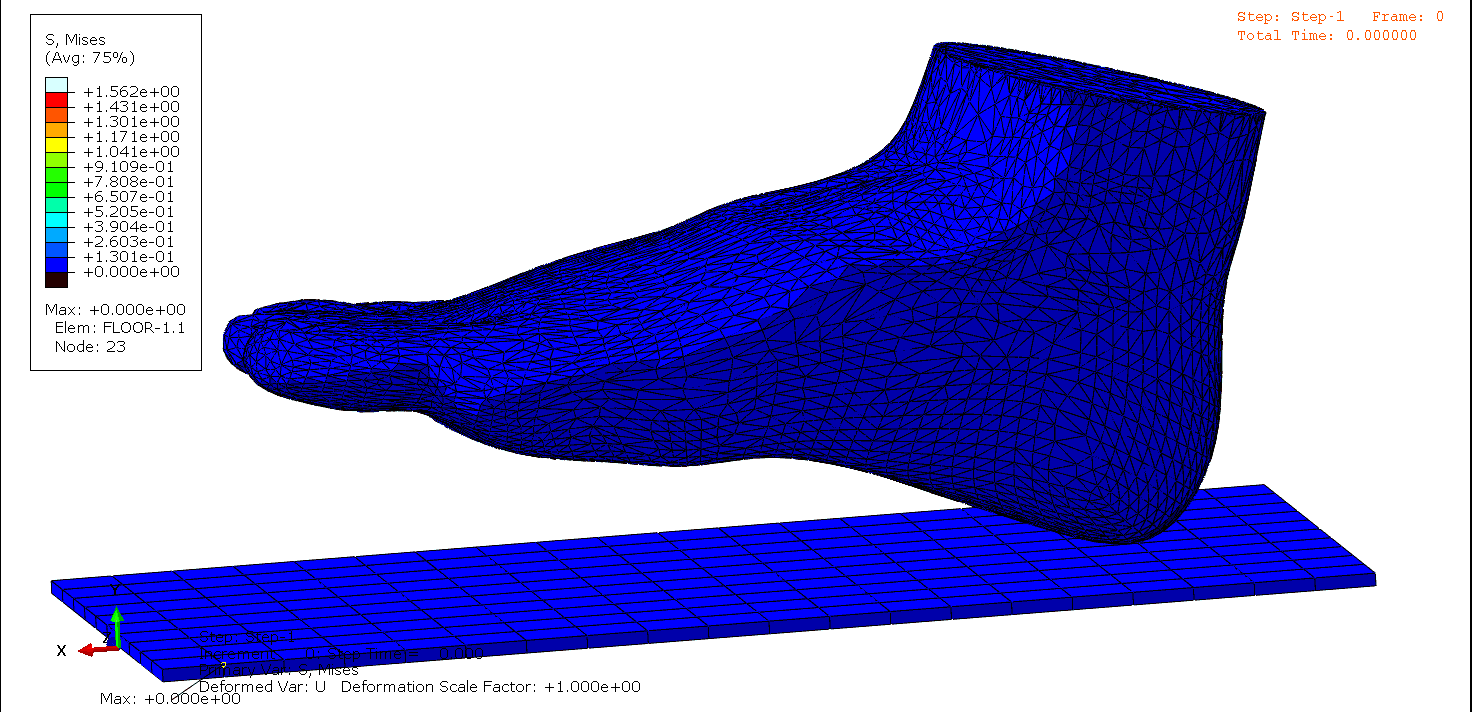 Step: Step-1 Frame: 0
Total Time: 0.000000
S, Mises
(Avg: 75%)
+1.562e+00
+1.431e+00
+1.301e+00
+1.171e+00
+1.041e+00
+9.109e-01
+7.808e-01
+6.507e-01
+5.205e-01
+3.904e-01
+2.603e-01
+1.301e-01
+0.000e+00
Max: +0.000e+00
Elem: FLOOR-1.1
Node: 23
Y
X
Mises
Deformed Var: U Deformation Scale Factor: +1.000e+00
Max: +0.000e+00